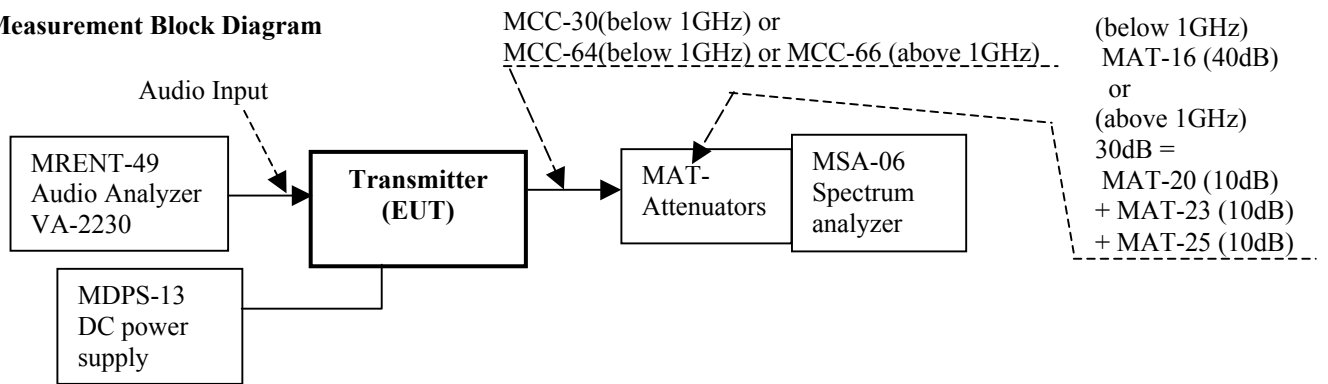 Measurement Block Diagram
MCC-30(below 1GHz) or
MCC-64(below 1GHz) or MCC-66 (above 1GHz)
(below 1GHz)
MAT-16 (40dB)
or
(above 1GHz)
30dB =
MAT-20 (10dB)
+ MAT-23 (10dB)
+ MAT-25 (10dB)
Audio Input
MRENT-49
Audio Analyzer
VA-2230
Transmitter
(EUT)
MAT-
Attenuators
MSA-06
Spectrum
analyzer
MDPS-13
DC power
supply